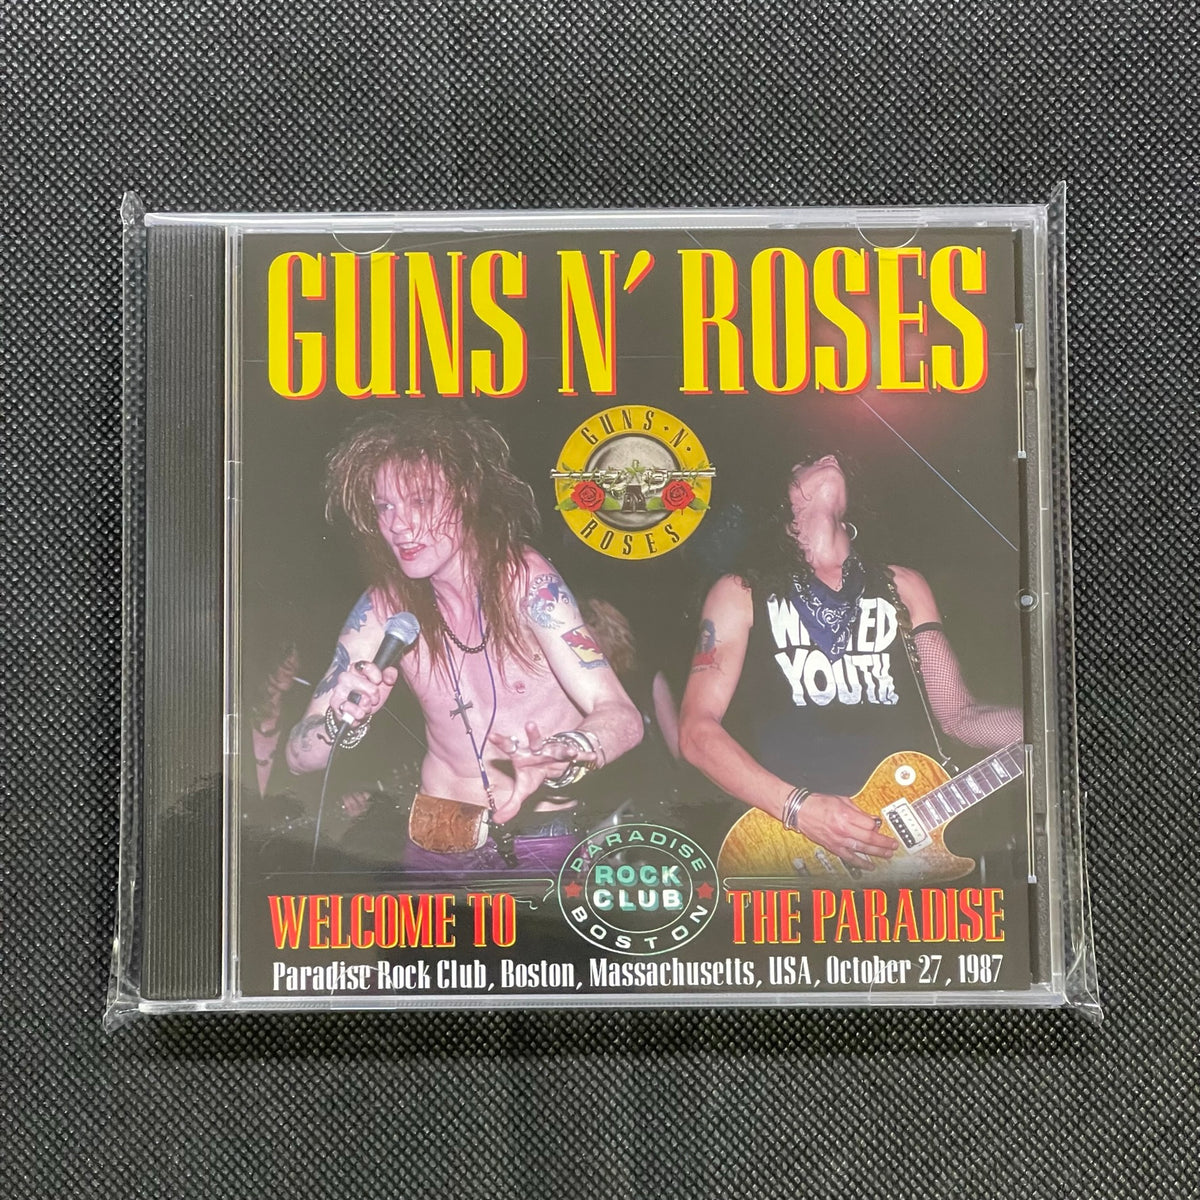 GUNS N' ROSES
GUNS·N·
ROSES
YOUTH
PARADISE
ROCK
CLUB
BOSTON
WELCOME TO THE PARADISE
Paradise Rock Club, Boston, Massachusetts, USA, October 27, 1987